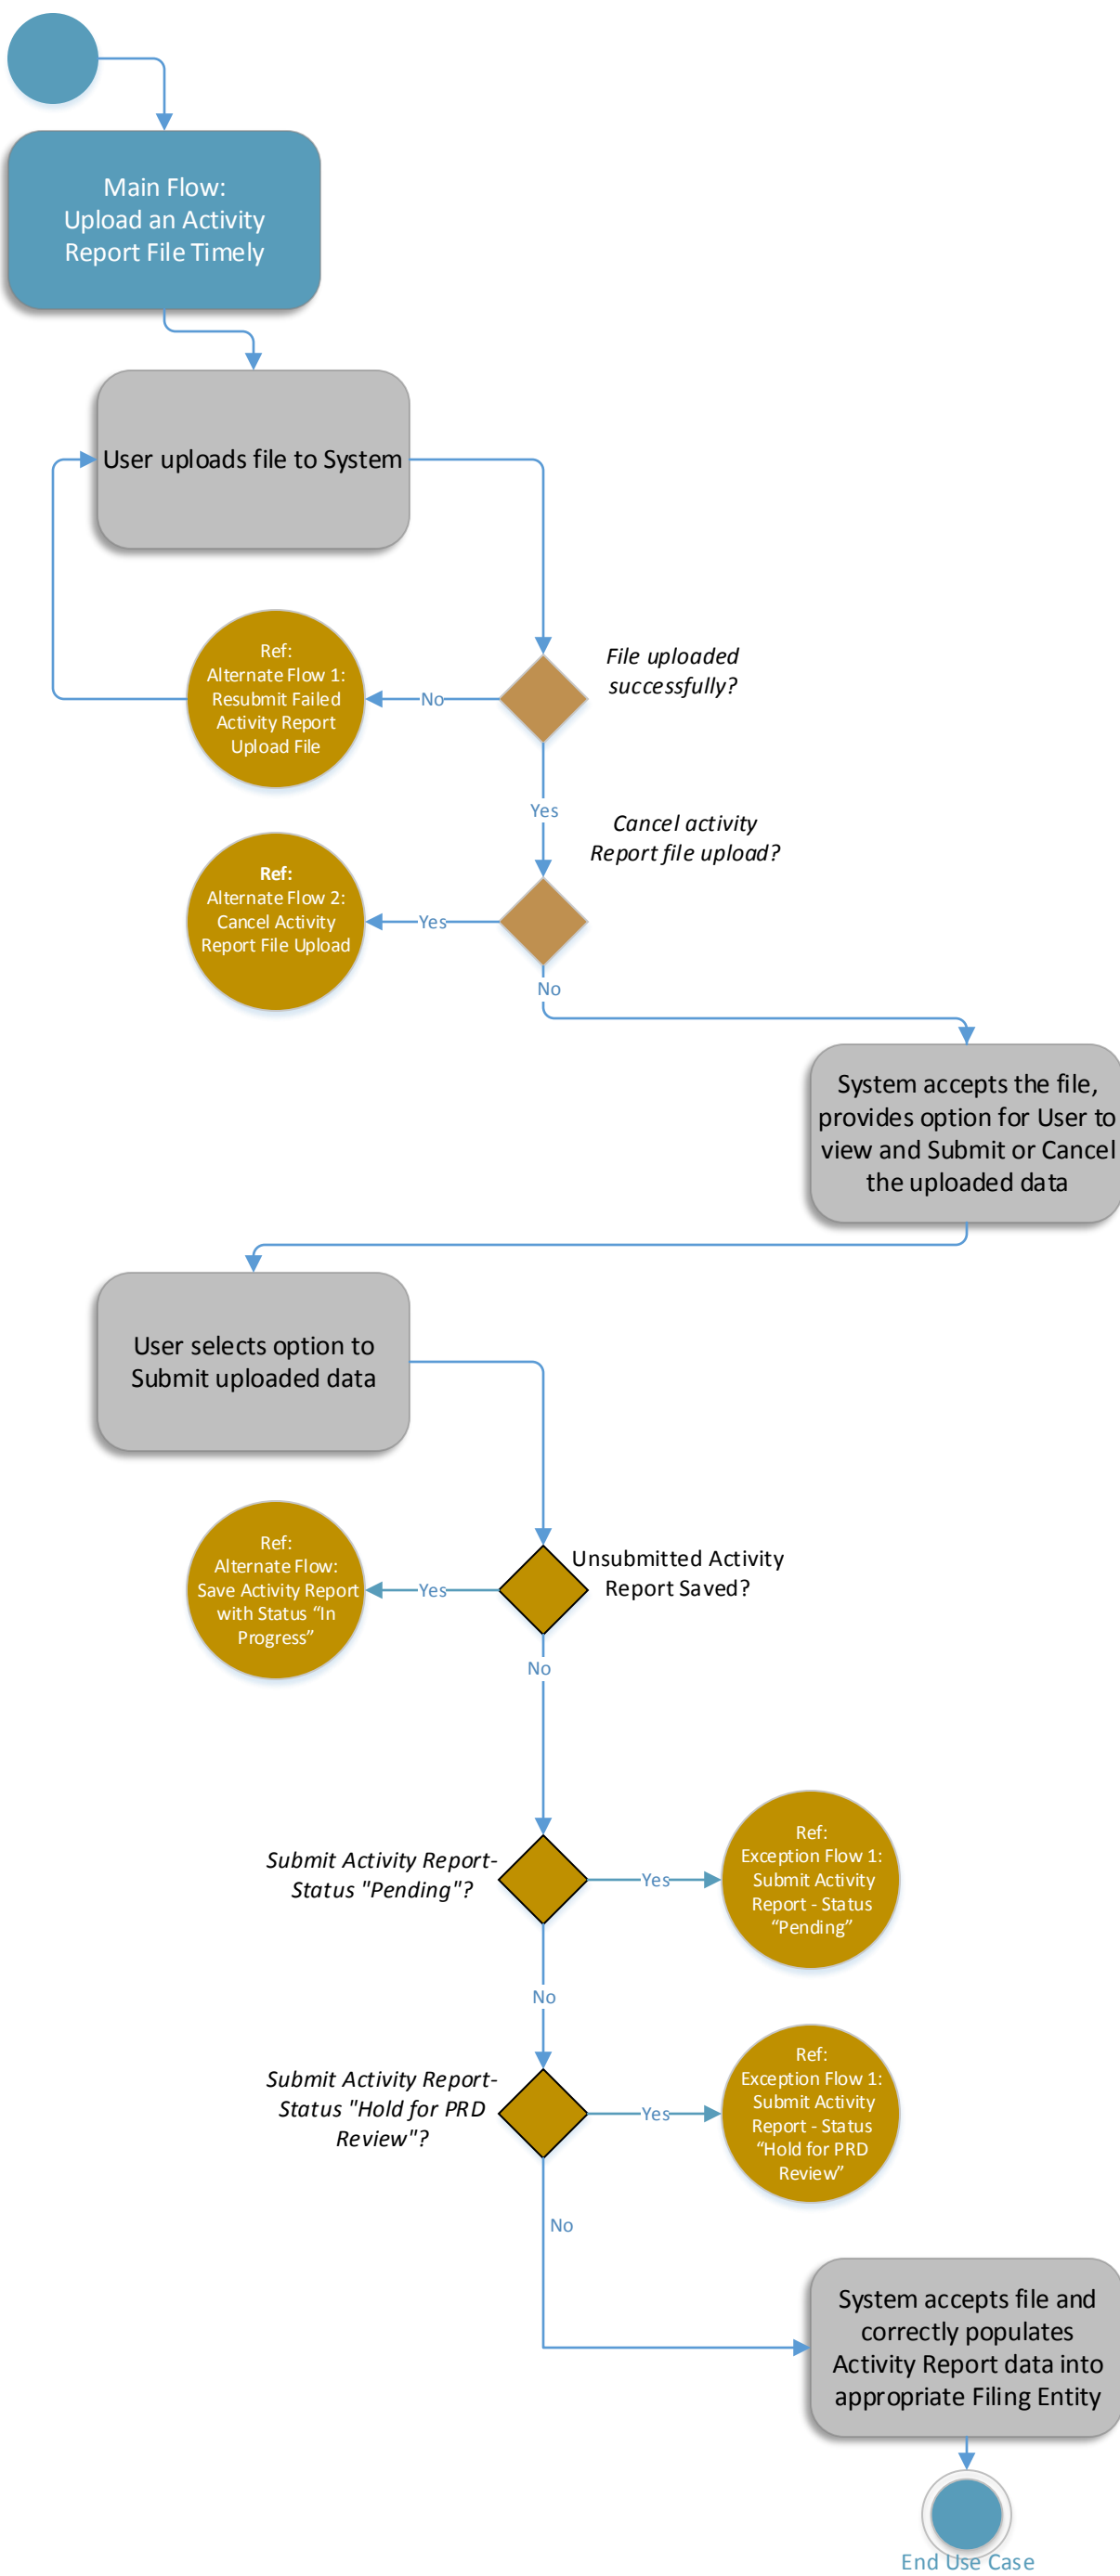 Main Flow:
Upload an Activity
Report File Timely
User uploads file to System
File uploaded
successfully?
Ref:
Alternate Flow 1:
Resubmit Failed
Activity Report
Upload File
No
Yes
Cancel activity
Report file upload?
Ref:
Alternate Flow 2:
Cancel Activity
Report File Upload
Yes
No
System accepts the file,
provides option for User to
view and Submit or Cancel
the uploaded data
User selects option to
Submit uploaded data
Ref:
Alternate Flow:
Save Activity Report
with Status “In
Progress”
Yes
Unsubmitted Activity
Report Saved?
No
Submit Activity Report-
Status "Pending"?
Yes
Ref:
Exception Flow 1:
Submit Activity
Report - Status
“Pending”
No
Submit Activity Report-
Status "Hold for PRD
Review"?
Yes
Ref:
Exception Flow 1:
Submit Activity
Report - Status
“Hold for PRD
Review”
No
System accepts file and
correctly populates
Activity Report data into
appropriate Filing Entity
End Use Case